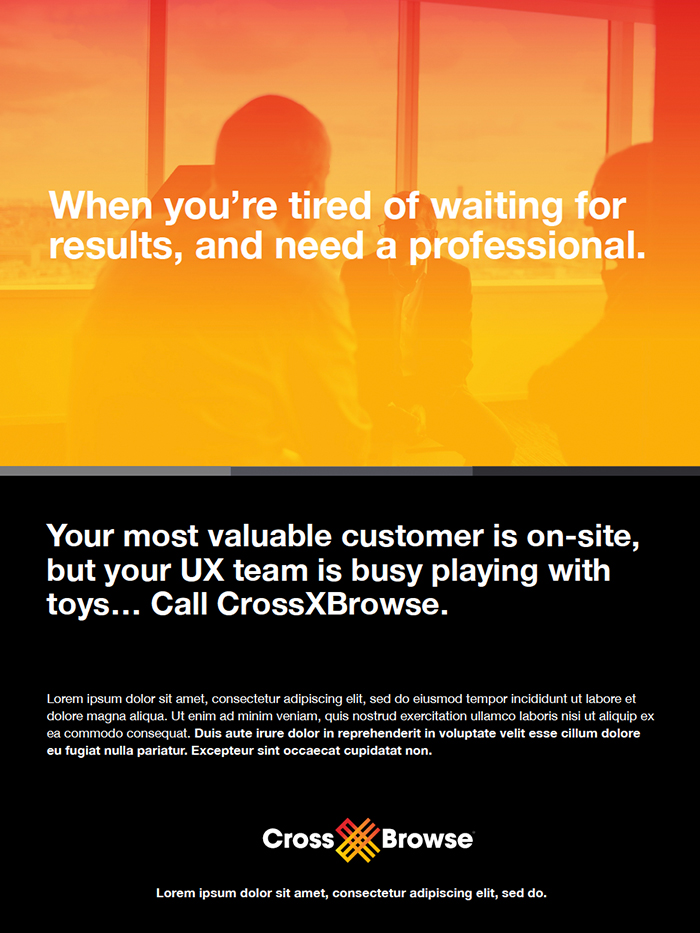 When you’re tired of waiting for
results, and need a professional.
Your most valuable customer is on-site,
but your UX team is busy playing with
toys… Call CrossXBrowse.
Lorem ipsum dolor sit amet, consectetur adipiscing elit, sed do eiusmod tempor incididunt ut labore et
dolore magna aliqua. Ut enim ad minim veniam, quis nostrud exercitation ullamco laboris nisi ut aliquip ex
ea commodo consequat. Duis aute irure dolor in reprehenderit in voluptate velit esse cillum dolore
eu fugiat nulla pariatur. Excepteur sint occaecat cupidatat non.
Cross Browse
Lorem ipsum dolor sit amet, consectetur adipiscing elit, sed do.